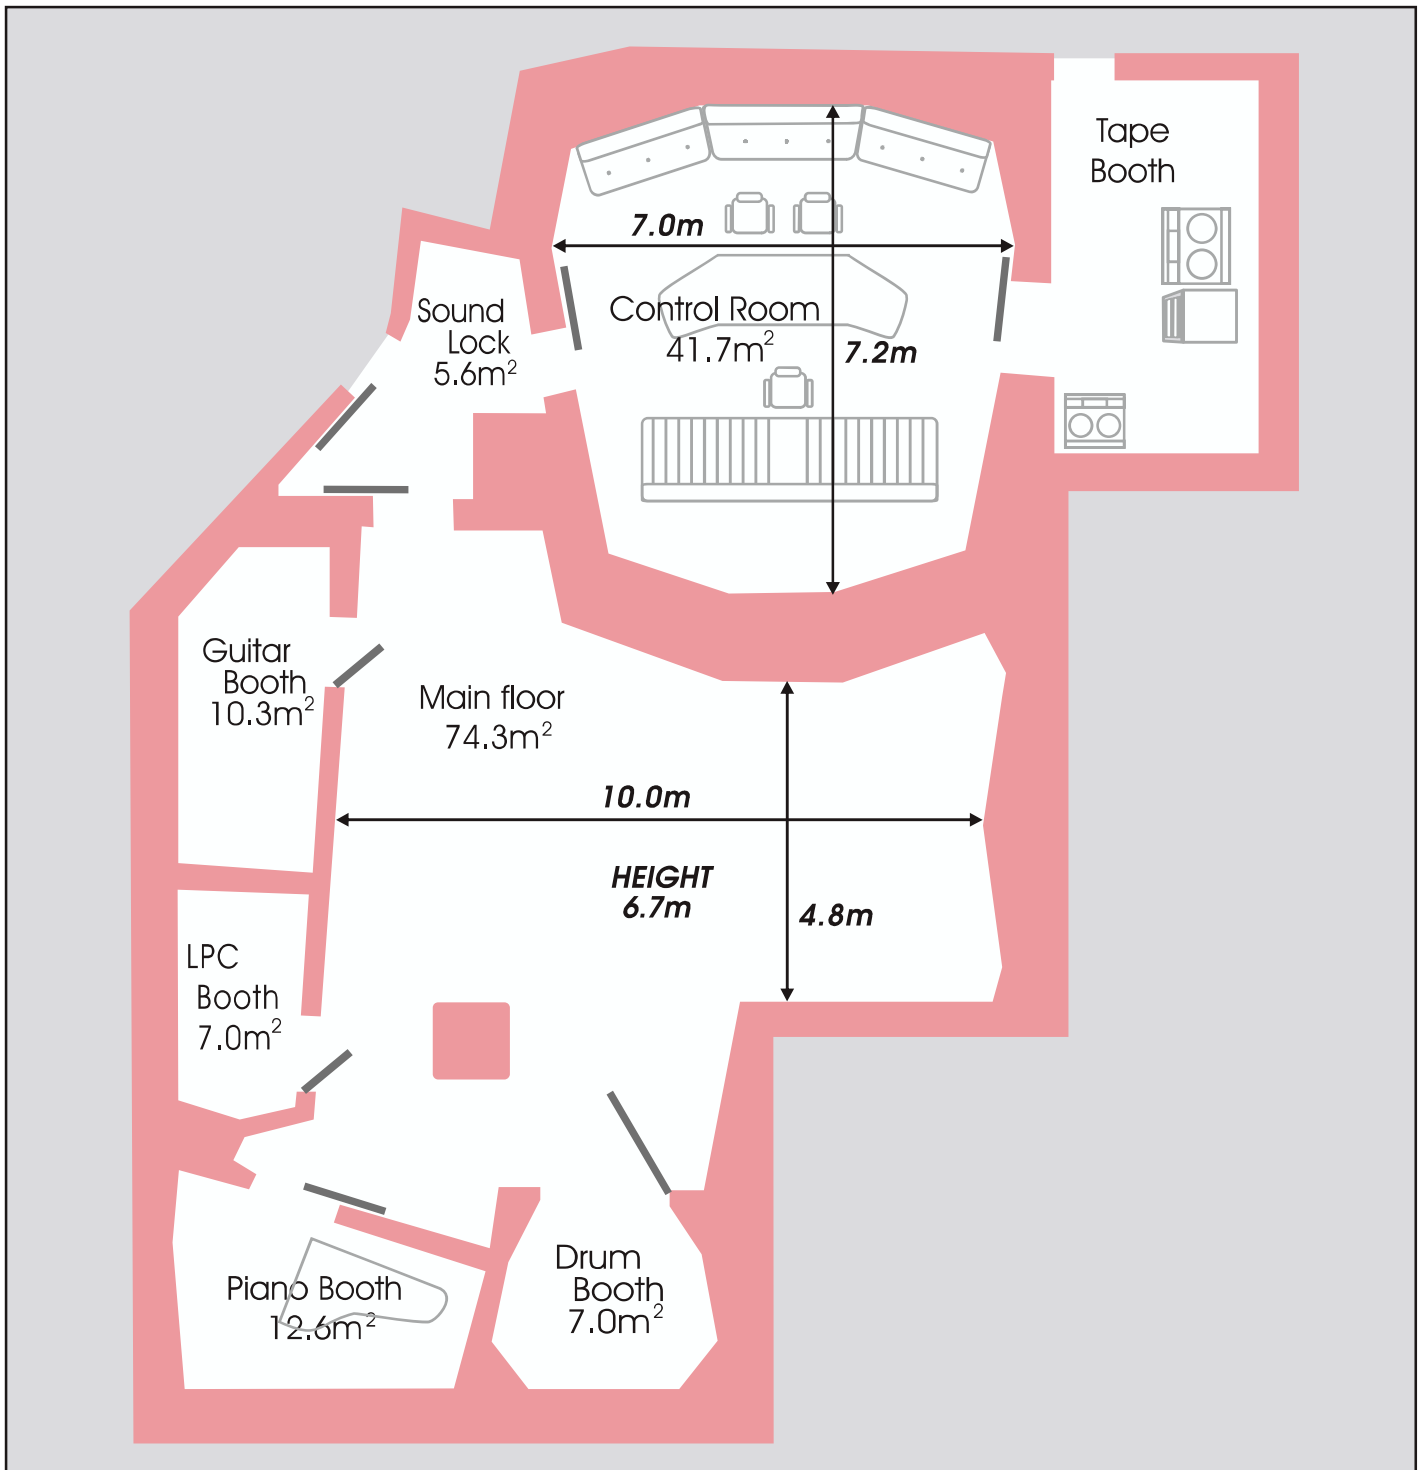 Tape
Booth
7.0m
Sound
Lock
5.6m²
Control Room
41.7m²
7.2m
Guitar
Booth
10.3m²
Main floor
74.3m²
10.0m
HEIGHT
6.7m
4.8m
LPC
Booth
7.0m²
Piano Booth
12.6m²
Drum
Booth
7.0m²